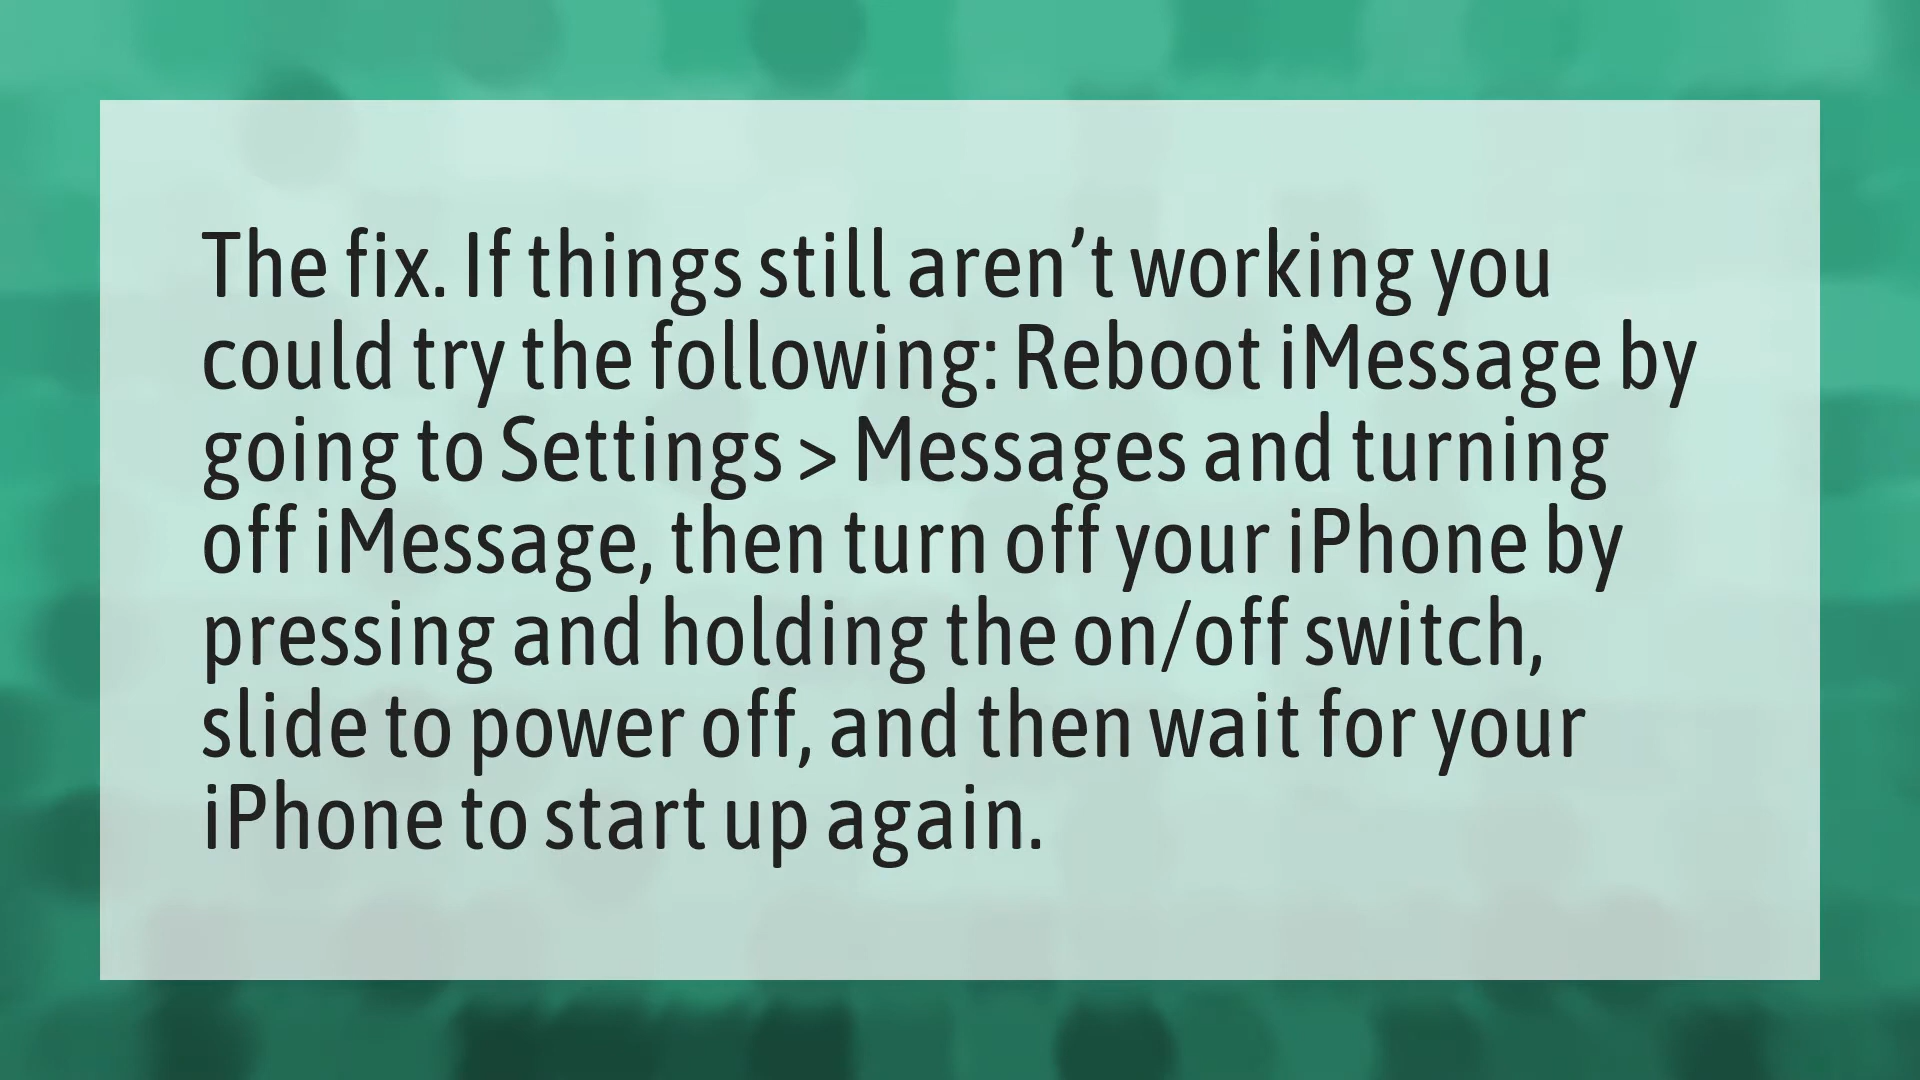 The fix. If things still aren’t working you
could try the following: Reboot iMessage by
going to Settings > Messages and turning
off iMessage, then turn off your iPhone by
pressing and holding the on/off switch,
slide to power off, and then wait for your
iPhone to start up again.